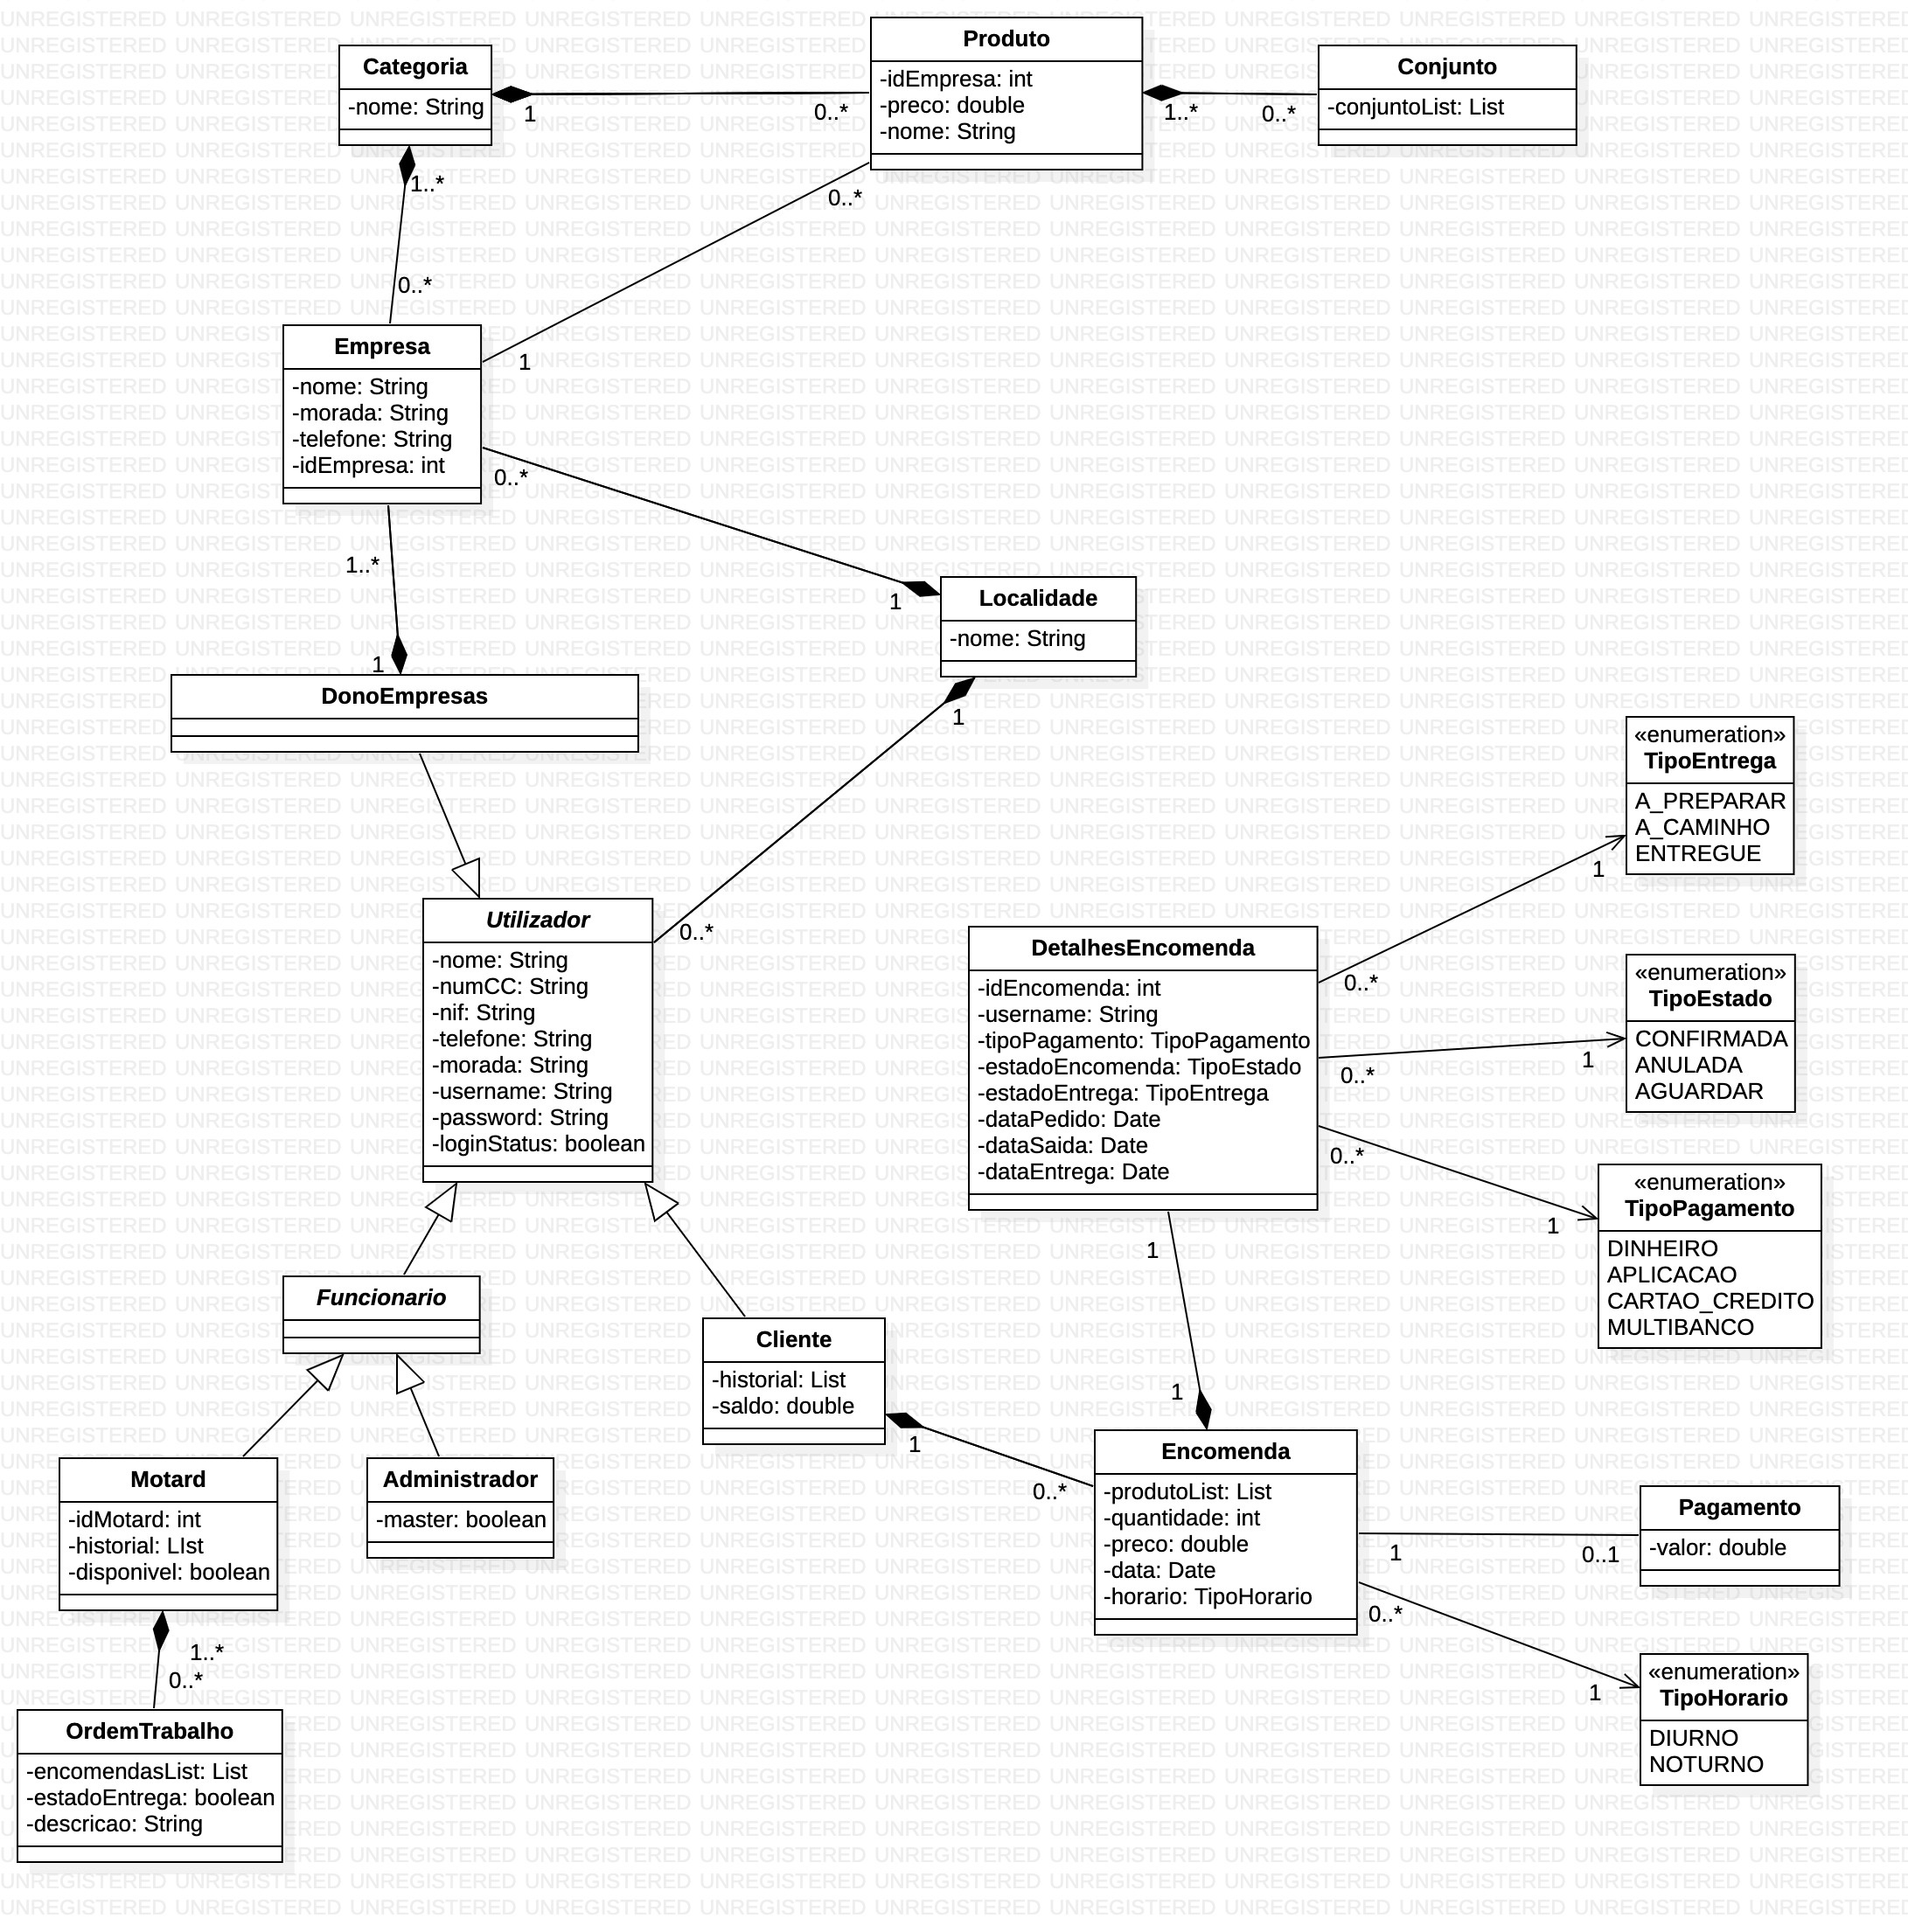 Categoria
-nome: String
Produto
-idEmpresa: int
-preco: double
-nome: String
Conjunto
-conjuntoList: List
1
0..*
1..*
0..*
1..*
0..*
0..*
1
Empresa
-nome: String
-morada: String
-telefone: String
-idEmpresa: int
0..*
1..*
1
1
Localidade
-nome: String
1
DonoEmpresas
0..*
Utilizador
-nome: String
-numCC: String
-nif: String
-telefone: String
-morada: String
-username: String
-password: String
-loginStatus: boolean
DetalhesEncomenda
-idEncomenda: int
-username: String
-tipoPagamento: TipoPagamento
-estadoEncomenda: TipoEstado
-estadoEntrega: TipoEntrega
-dataPedido: Date
-dataSaida: Date
-dataEntrega: Date
«enumeration»
TipoEntrega
A_PREPARAR
A_CAMINHO
ENTREGUE
1
0..*
«enumeration»
TipoEstado
CONFIRMADA
ANULADA
AGUARDAR
1
0..*
0..*
1
«enumeration»
TipoPagamento
DINHEIRO
APLICACAO
CARTAO_CREDITO
MULTIBANCO
1
1
Funcionario
Cliente
-historial: List
-saldo: double
1
0..*
Motard
-idMotard: int
-historial: LIst
-disponivel: boolean
Administrador
-master: boolean
Encomenda
-produtoList: List
-quantidade: int
-preco: double
-data: Date
-horario: TipoHorario
1
0..1
Pagamento
-valor: double
0..*
1
«enumeration»
TipoHorario
DIURNO
NOTURNO
1..*
0..*
OrdemTrabalho
-encomendasList: List
-estadoEntrega: boolean
-descricao: String
UNREGISTERED